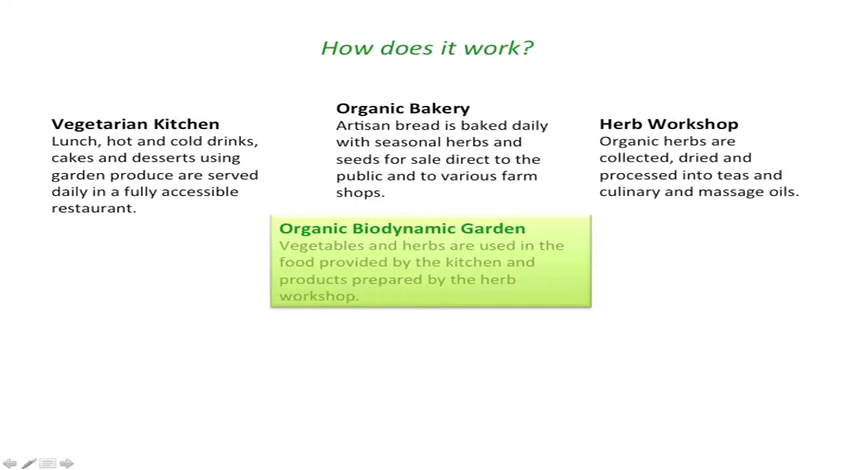 How does it work?
Vegetarian Kitchen
Lunch, hot and cold drinks,
cakes and desserts using
garden produce are served
daily in a fully accessible
restaurant.
Organic Bakery
Artisan bread is baked daily
with seasonal herbs and
seeds for sale direct to the
public and to various farm
shops.
Herb Workshop
Organic herbs are
collected, dried and
processed into teas and
culinary and massage oils.
Organic Biodynamic Garden
Vegetables and herbs are used in the
food provided by the kitchen and
products prepared by the herb
workshop.